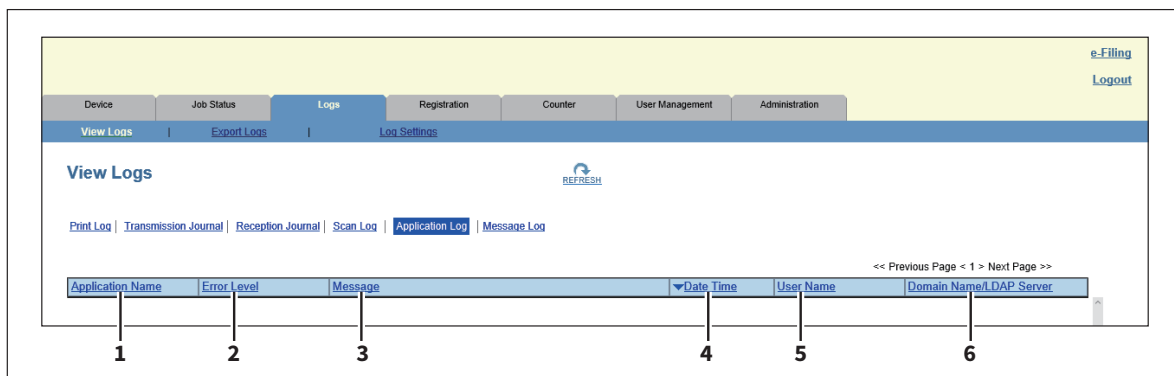 e-Filing
Logout
Device Job Status Logs Registration Counter User Management Administration
View Logs | Export Logs | Log Settings
View Logs
REFRESH
Print Log | Transmission Journal | Reception Journal | Scan Log | Application Log | Message Log
<< Previous Page < 1 > Next Page >>
Application Name Error Level Message Date Time User Name Domain Name/LDAP Server
1 2 3 4 5 6